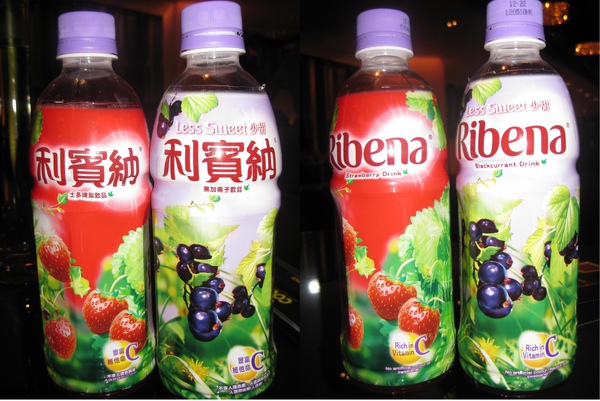 利賓納®
士多啤梨飲品
豐富
維他命
C
Less Sweet 少甜
利賓納®
黑加侖子飲品
豐富
維他命
C
Ribena®
Strawberry Drink
Rich in
Vitamin C
12-22
Less Sweet 少甜
Ribena®
Blackcurrant Drink
Rich in
Vitamin C